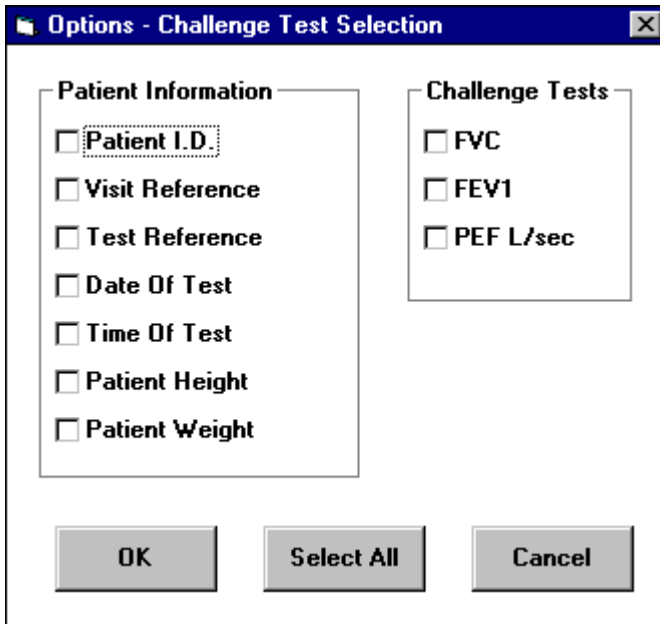 Options - Challenge Test Selection
Patient Information
Patient I.D.
Visit Reference
Test Reference
Date Of Test
Time Of Test
Patient Height
Patient Weight
Challenge Tests
FVC
FEV1
PEF L/sec
OK
Select All
Cancel